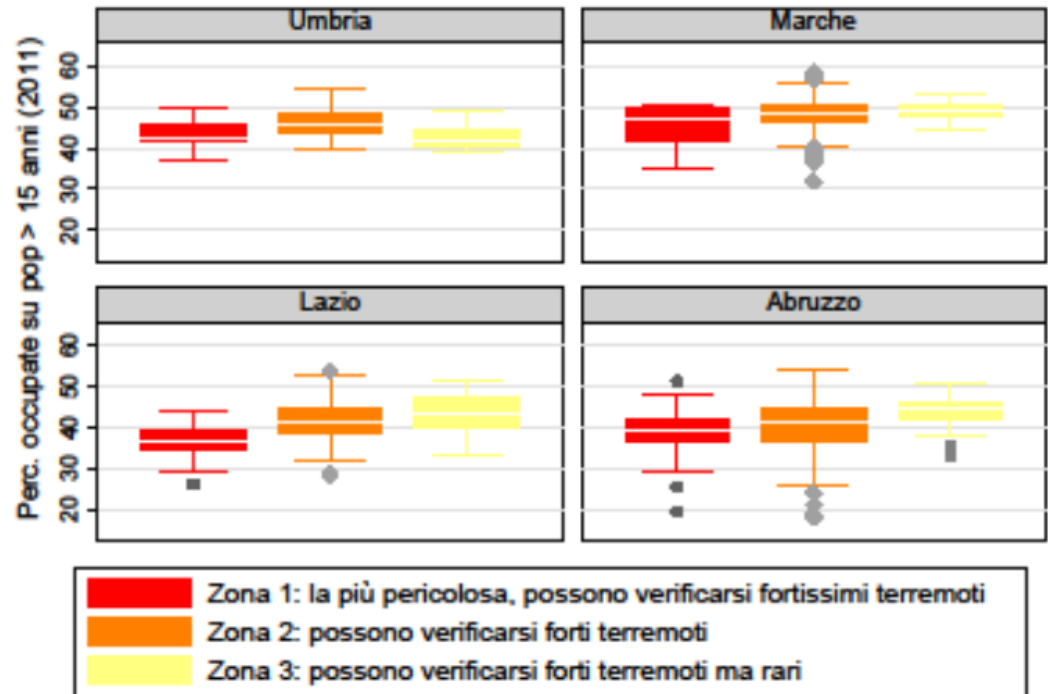 Umbria
Marche
Perc. occupate su pop > 15 anni (2011)
60
50
40
30
20
Lazio
Abruzzo
60
50
40
30
20
Zona 1: la più pericolosa, possono verificarsi fortissimi terremoti
Zona 2: possono verificarsi forti terremoti
Zona 3: possono verificarsi forti terremoti ma rari